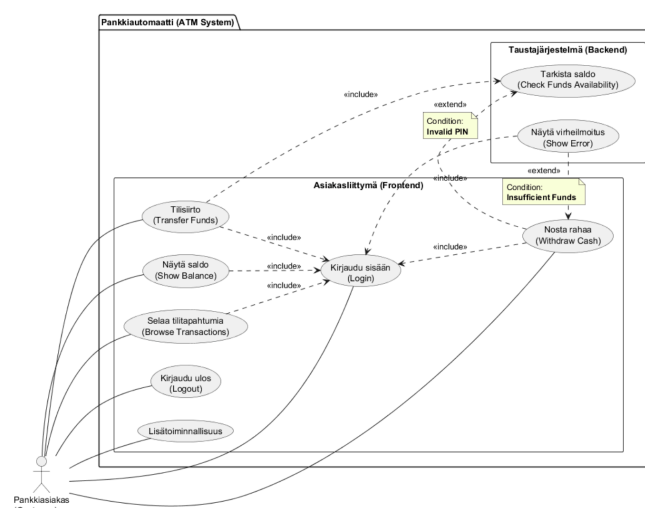 Pankkiautomaatti (ATM System)
Taustajärjestelmä (Backend)
Tarkista saldo
(Check Funds Availability)
«include»
«extend»
Condition:
Invalid PIN
Näytä virheilmoitus
(Show Error)
«extend»
«include»
Condition:
Insufficient Funds
Asiakasliittymä (Frontend)
Tilisiirto
(Transfer Funds)
Nosta rahaa
(Withdraw Cash)
«include»
«include»
Näytä saldo
(Show Balance)
«include»
Kirjaudu sisään
(Login)
«include»
Selaa tilitapahtumia
(Browse Transactions)
Kirjaudu ulos
(Logout)
Lisätoiminnallisuus
Pankkiasiakas